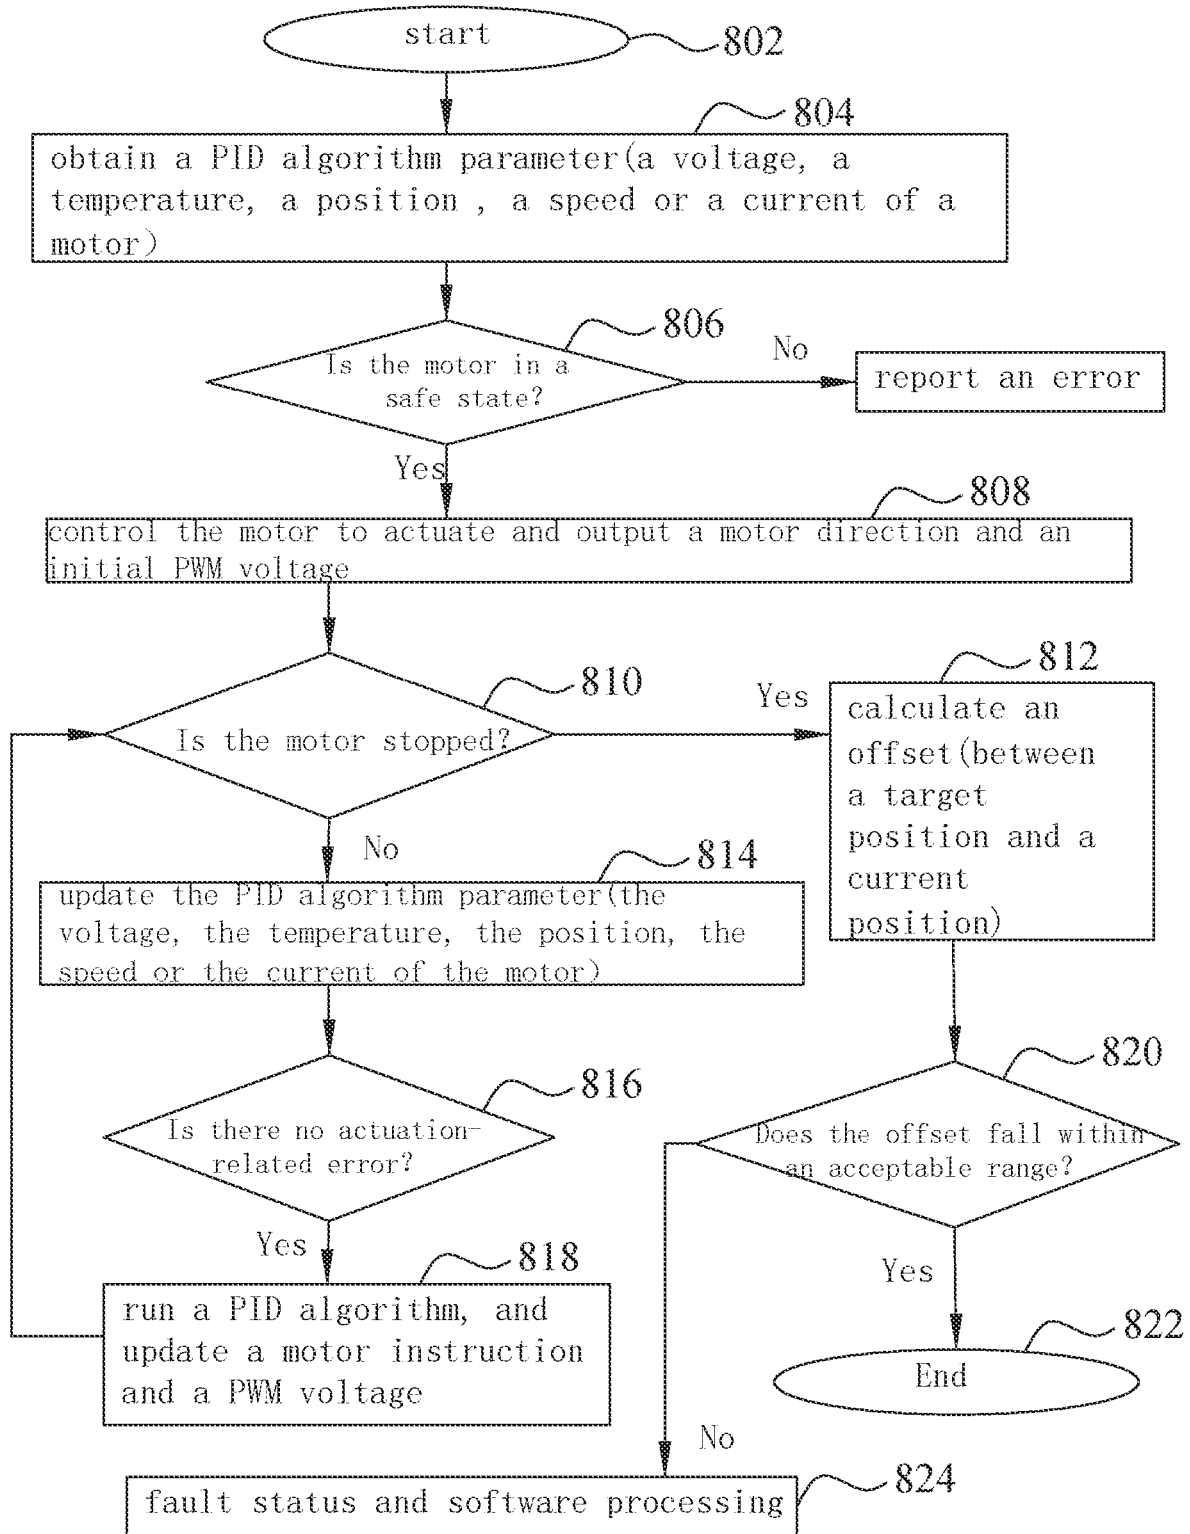 start
802
804
obtain a PID algorithm parameter(a voltage, a
temperature, a position , a speed or a current of a
motor)
806
Is the motor in a
safe state?
No
report an error
Yes
808
control the motor to actuate and output a motor direction and an
initial PWM voltage
810
Is the motor stopped?
Yes
812
calculate an
offset(between
a target
position and a
current
position)
No
814
update the PID algorithm parameter(the
voltage, the temperature, the position, the
speed or the current of the motor)
816
Is there no actuation-
related error?
820
Does the offset fall within
an acceptable range?
Yes
818
run a PID algorithm, and
update a motor instruction
and a PWM voltage
Yes
822
End
No
824
fault status and software processing